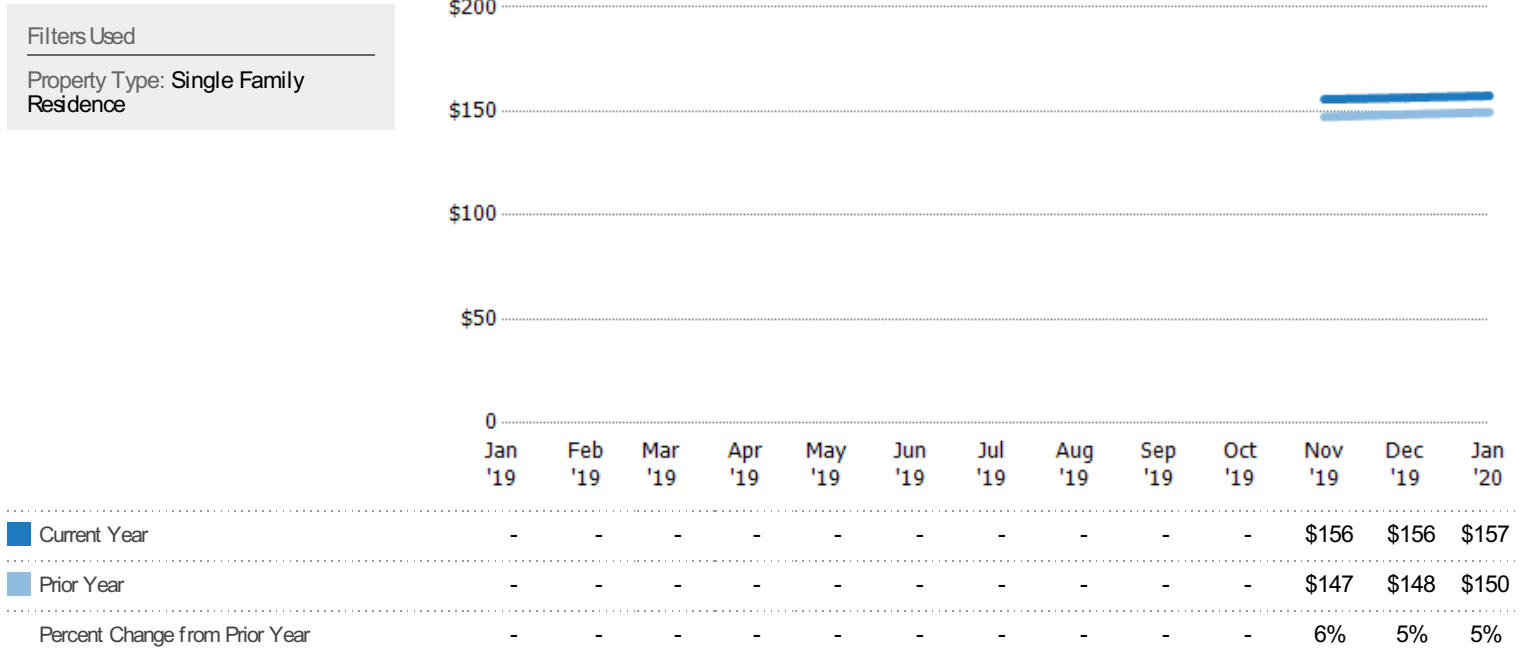 Filters Used
Property Type: Single Family
Residence
$200
$150
$100
$50
0
Jan Feb Mar Apr May Jun Jul Aug Sep Oct Nov Dec Jan
'19 '19 '19 '19 '19 '19 '19 '19 '19 '19 '19 '19 '20
Current Year - - - - - - - - - - $156 $156 $157
Prior Year - - - - - - - - - - $147 $148 $150
Percent Change from Prior Year - - - - - - - - - - 6% 5% 5%